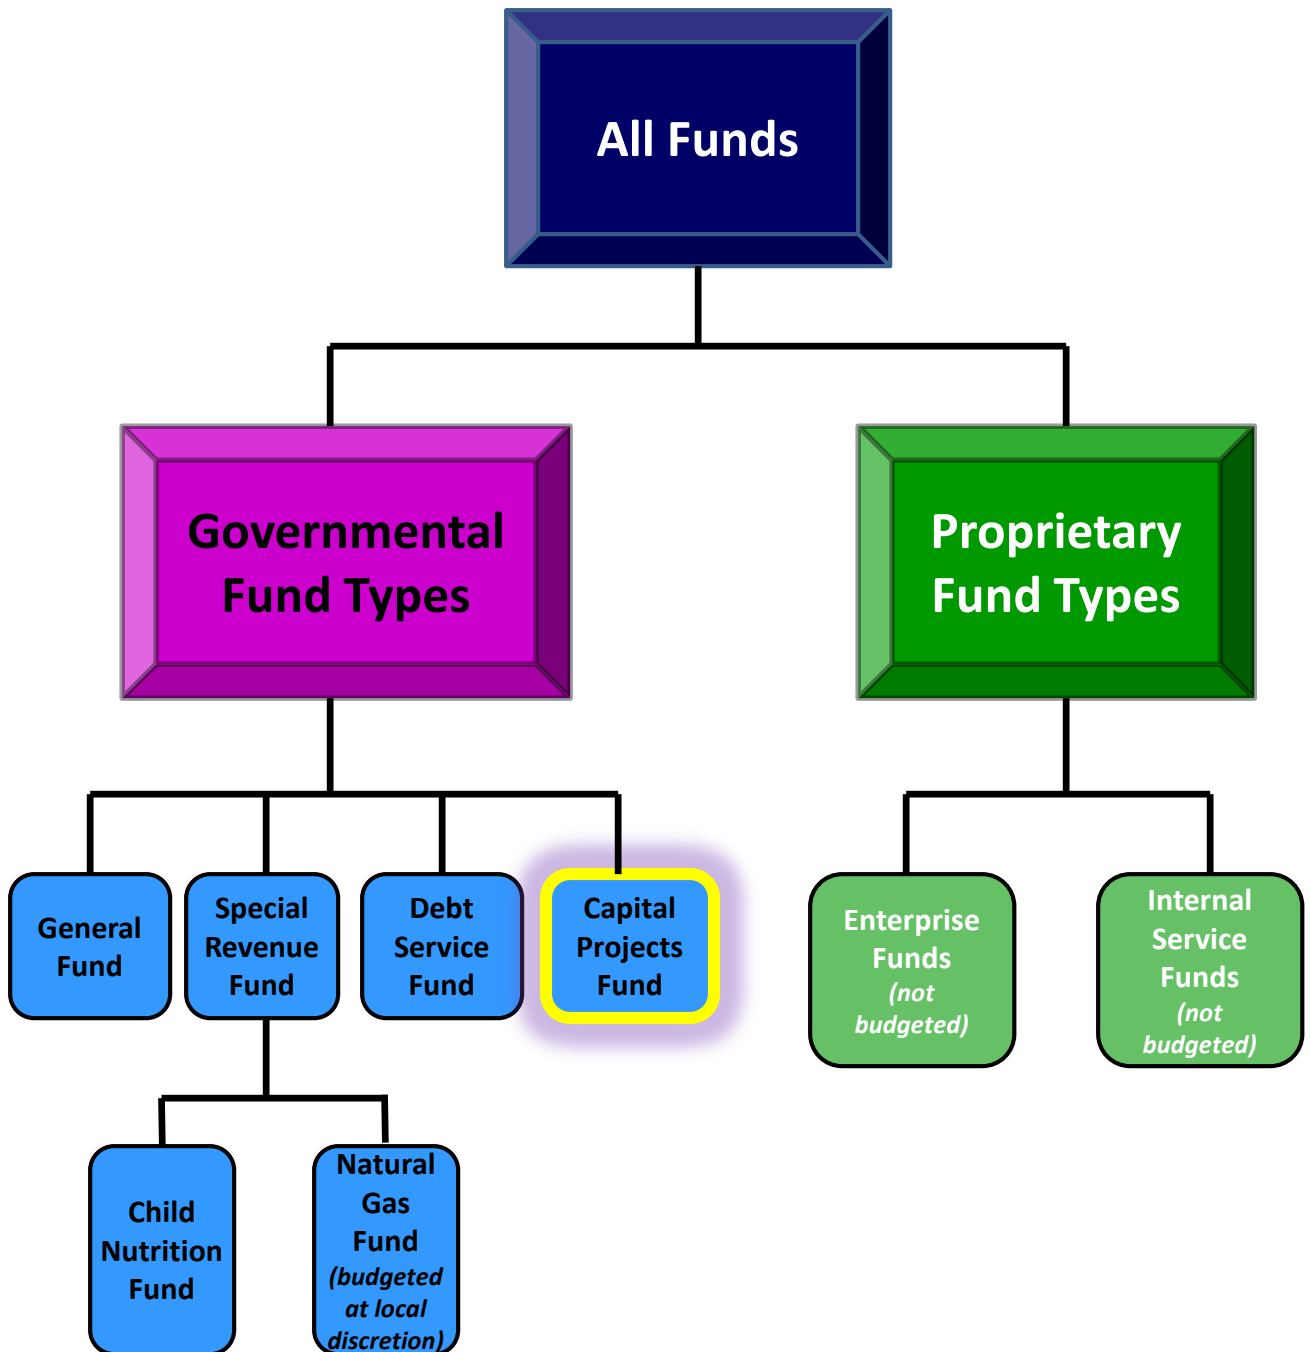 All Funds
Governmental
Fund Types
Proprietary
Fund Types
General
Fund
Special
Revenue
Fund
Debt
Service
Fund
Capital
Projects
Fund
Enterprise
Funds
(not
budgeted)
Internal
Service
Funds
(not
budgeted)
Child
Nutrition
Fund
Natural
Gas
Fund
(budgeted
at local
discretion)